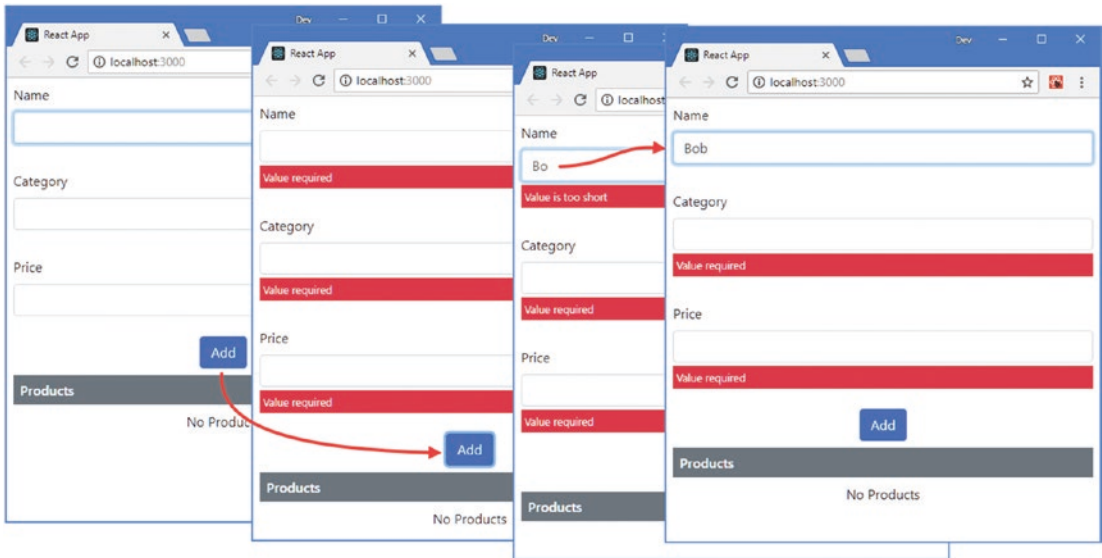 Dev
React App
localhost:3000
Name
Category
Price
Add
Products
No Produc
React App
localhost:3000
Name
Value required
Category
Value required
Price
Value required
Add
Products
No Products
Dev
React App
localhost
Name
Bo
Value is too short
Category
Value required
Price
Value required
Products
Dev
React App
localhost:3000
Name
Bob
Category
Value required
Price
Value required
Add
Products
No Products